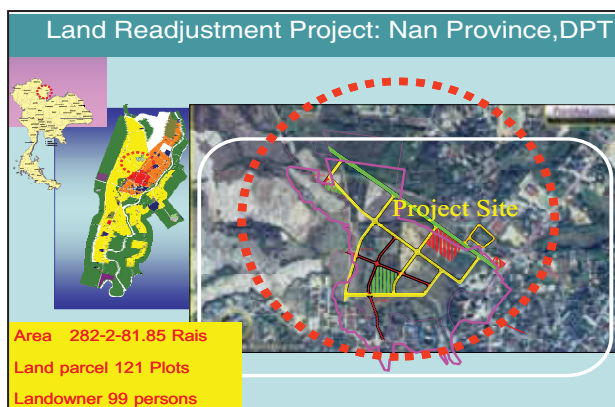 Land Readjustment Project: Nan Province,DPT
Project Site
Area 282-2-81.85 Rais
Land parcel 121 Plots
Landowner 99 persons